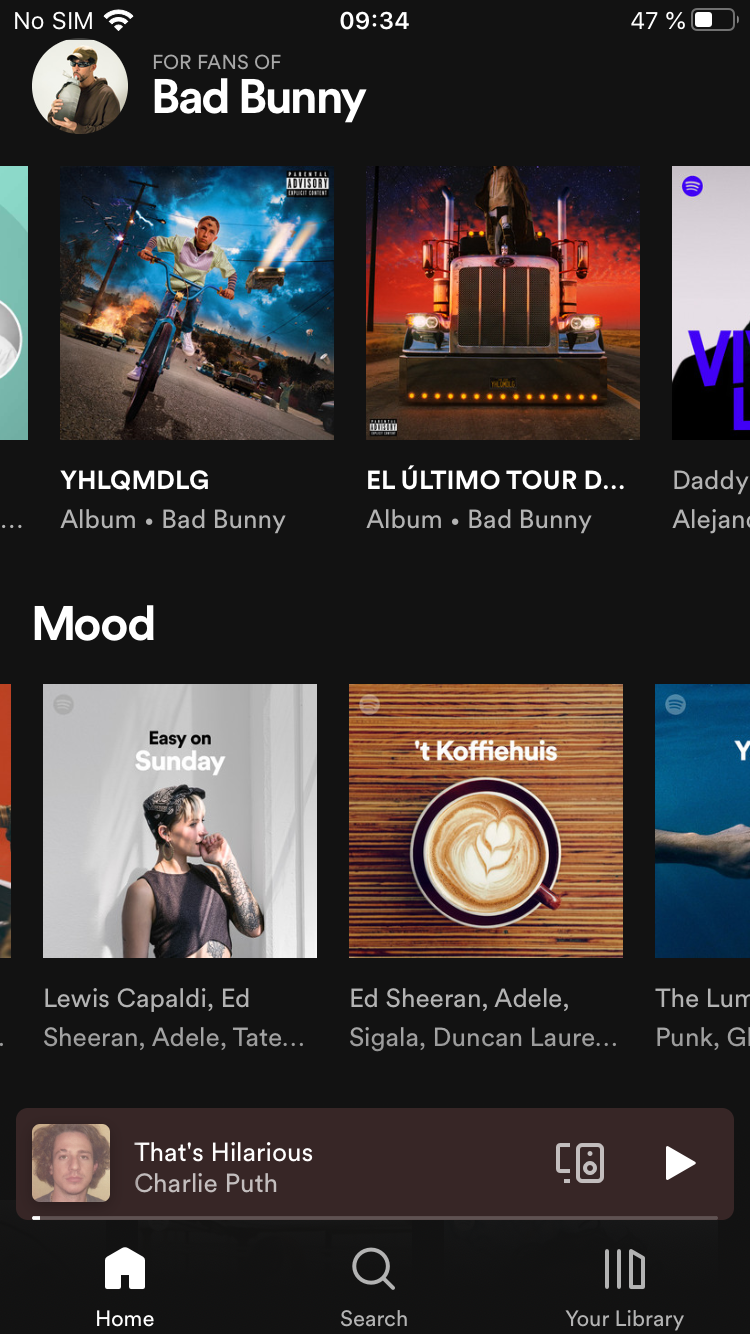 No SIM 09:34 47 %
FOR FANS OF
Bad Bunny
PARENTAL
ADVISORY
EXPLICIT CONTENT
VI
L
YHLQMDLG
EL ÚLTIMO TOUR D...
Daddy
... Album • Bad Bunny
Album • Bad Bunny
Alejand
Mood
Easy on
Sunday
't Koffiehuis
Y
Lewis Capaldi, Ed
Sheeran, Adele, Tate...
Ed Sheeran, Adele,
Sigala, Duncan Laure...
The Lum
Punk, Gl
That's Hilarious
Charlie Puth
Home
Search
Your Library